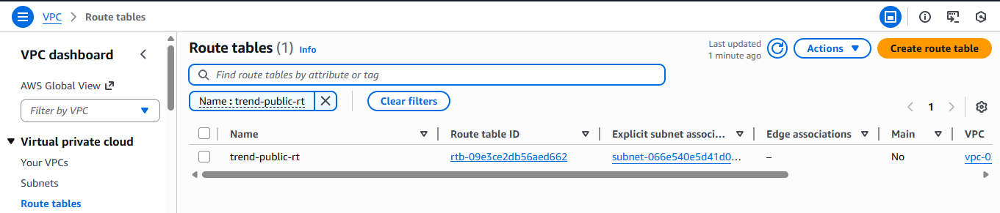 VPC > Route tables
VPC dashboard
AWS Global View
Filter by VPC
Virtual private cloud
Your VPCs
Subnets
Route tables
Route tables (1) Info
Last updated
1 minute ago
Actions
Create route table
Find route tables by attribute or tag
Name : trend-public-rt
Clear filters
1
Name Route table ID Explicit subnet associ... Edge associations Main VPC
trend-public-rt rtb-09e3ce2db56aed662 subnet-066e540e5d41d0... – No